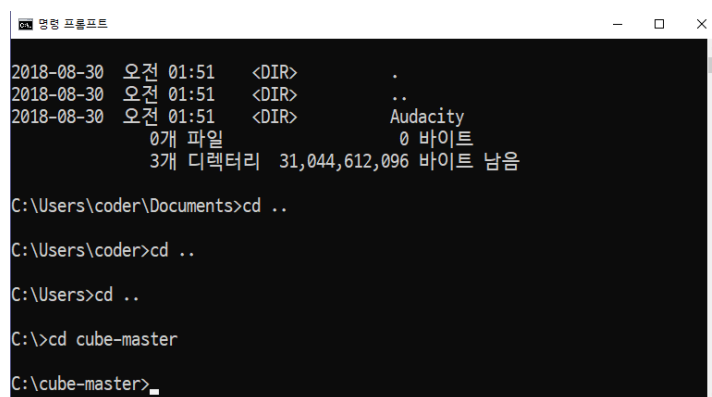 명령 프롬프트
2018-08-30 오전 01:51 <DIR> .
2018-08-30 오전 01:51 <DIR> ..
2018-08-30 오전 01:51 <DIR> Audacity
0개 파일 0 바이트
3개 디렉터리 31,044,612,096 바이트 남음
C:\Users\coder\Documents>cd ..
C:\Users\coder>cd ..
C:\Users>cd ..
C:\>cd cube-master
C:\cube-master>_